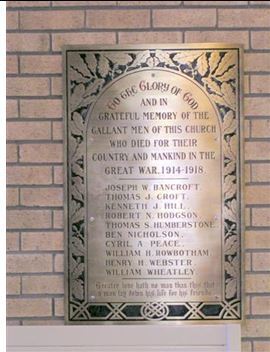 To the Glory of God
AND IN
GRATEFUL MEMORY OF THE
GALLANT MEN OF THIS CHURCH
WHO DIED FOR THEIR
COUNTRY AND MANKIND IN THE
GREAT WAR. 1914-1918
JOSEPH W. BANCROFT.
THOMAS J. CROFT.
KENNETH J. HILL.
ROBERT N. HODGSON.
THOMAS S. HUMBERSTONE.
BEN NICHOLSON.
CYRIL A PEACE.
WILLIAM H. ROWBOTHAM.
HENRY H. WEBSTER
WILLIAM WHEATLEY
Greater love hath no man than this that
a man lay down his life for his friends